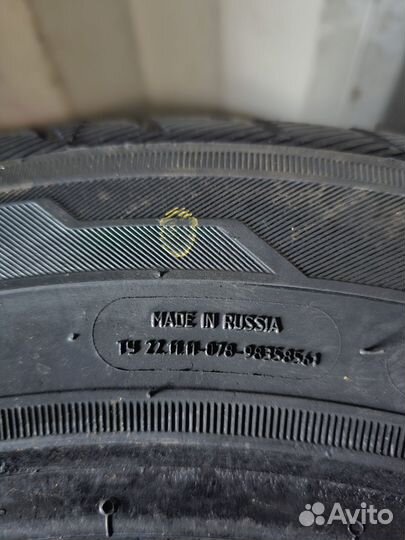 MADE IN RUSSIA
ТУ 22.11.11-078-98358561
Avito